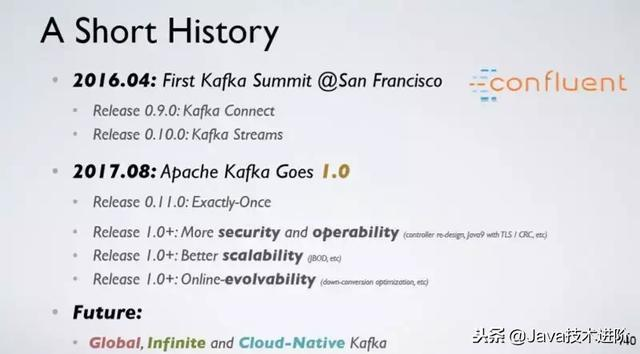 A Short History
• 2016.04: First Kafka Summit @San Francisco
confluent
• Release 0.9.0: Kafka Connect
• Release 0.10.0: Kafka Streams
• 2017.08: Apache Kafka Goes 1.0
• Release 0.11.0: Exactly-Once
• Release 1.0+: More security and operability (controller re-design, Java9 with TLS / CRC, etc)
• Release 1.0+: Better scalability (JBOD, etc)
• Release 1.0+: Online-evolvability (down-conversion optimization, etc)
• Future:
• Global, Infinite and Cloud-Native Kafka
头条 @Java技术进阶